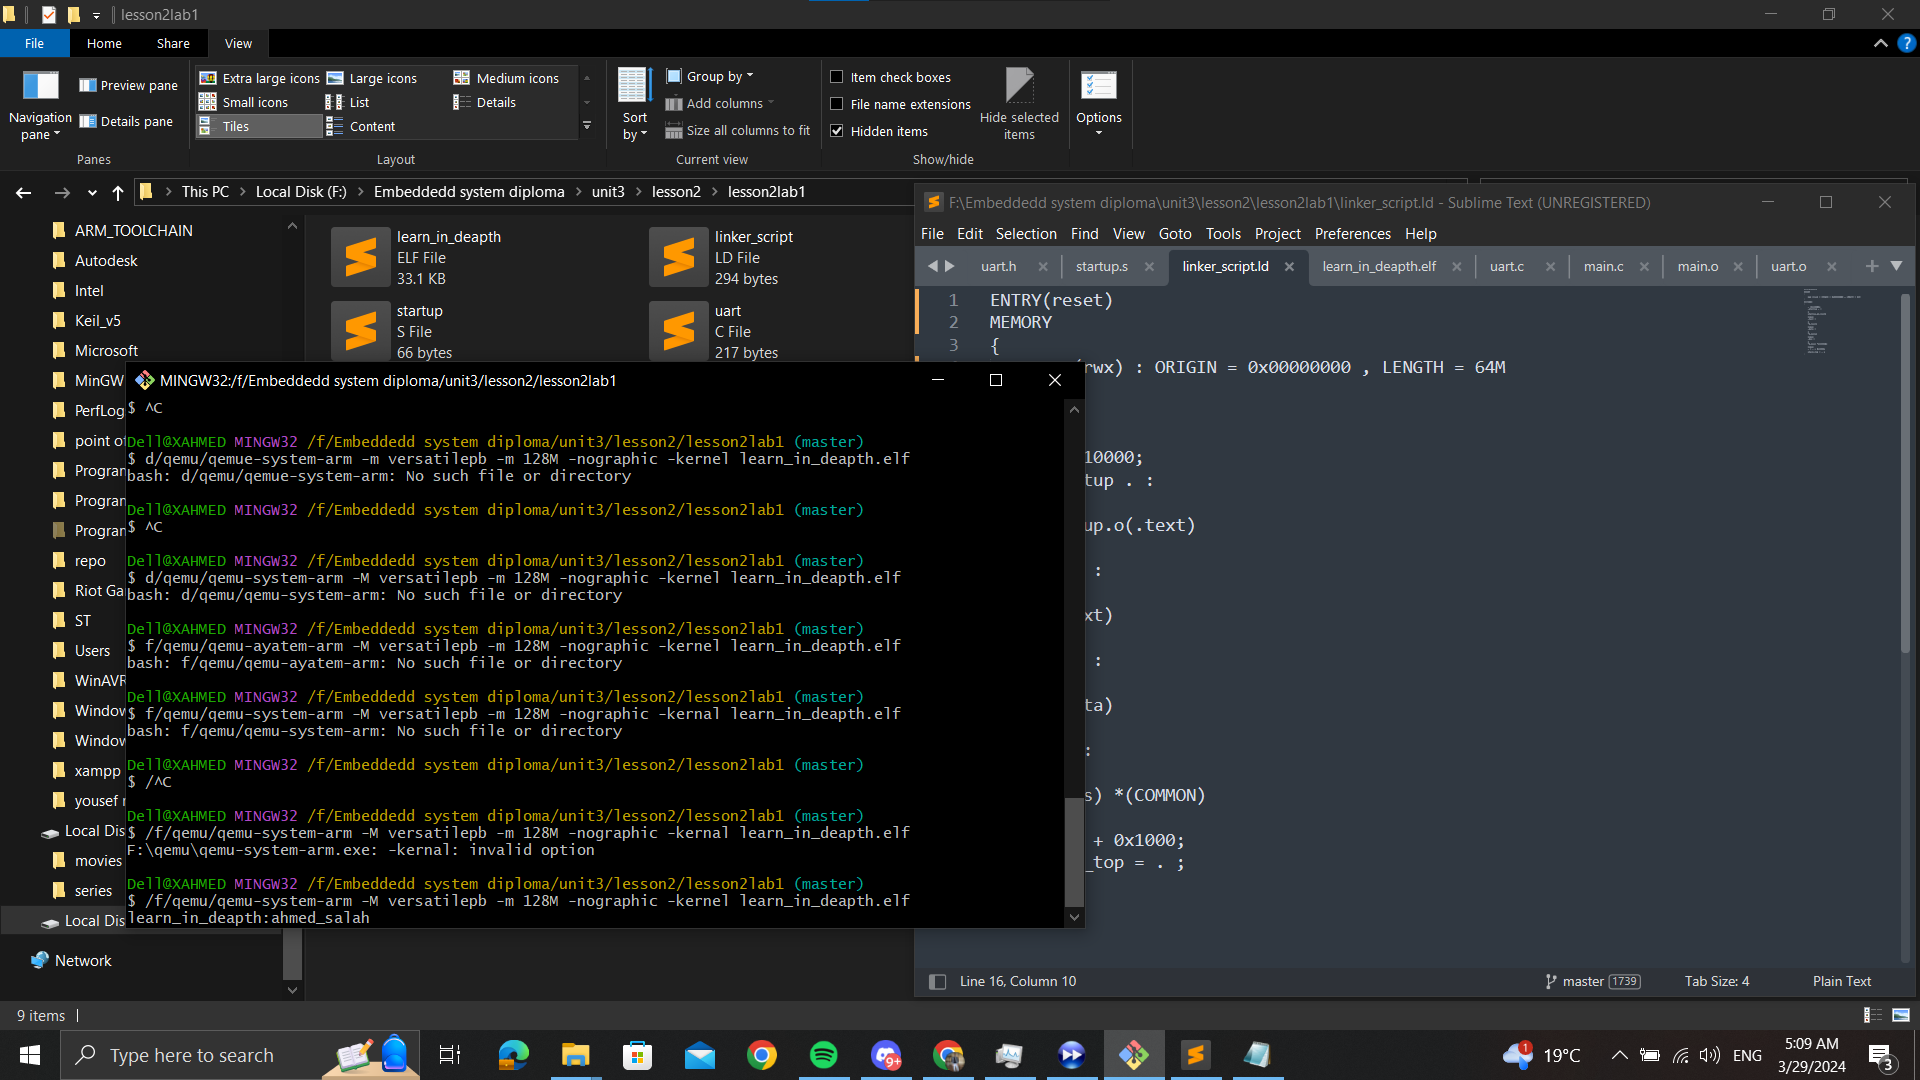 lesson2lab1
File
Home
Share
View
Navigation pane
Preview pane
Details pane
Panes
Extra large icons
Large icons
Medium icons
Small icons
List
Details
Tiles
Content
Layout
Sort by
Group by
Add columns
Size all columns to fit
Current view
Item check boxes
File name extensions
Hidden items
Hide selected items
Show/hide
Options
This PC > Local Disk (F:) > Embeddedd system diploma > unit3 > lesson2 > lesson2lab1
ARM_TOOLCHAIN
Autodesk
Intel
Keil_v5
Microsoft
MinGW
PerfLog
point o
Program
Program
Program
repo
Riot Ga
ST
Users
WinAVR
Window
Window
xampp
yousef
Local Dis
movies
series
Local Dis
Network
learn_in_deapth
ELF File
33.1 KB
linker_script
LD File
294 bytes
startup
S File
66 bytes
uart
C File
217 bytes
MINGW32:/f/Embeddedd system diploma/unit3/lesson2/lesson2lab1
$ ^C
Dell@XAHMED MINGW32 /f/Embeddedd system diploma/unit3/lesson2/lesson2lab1 (master)
$ d/qemu/qemue-system-arm -m versatilepb -m 128M -nographic -kernel learn_in_deapth.elf
bash: d/qemu/qemue-system-arm: No such file or directory
Dell@XAHMED MINGW32 /f/Embeddedd system diploma/unit3/lesson2/lesson2lab1 (master)
$ ^C
Dell@XAHMED MINGW32 /f/Embeddedd system diploma/unit3/lesson2/lesson2lab1 (master)
$ d/qemu/qemu-system-arm -M versatilepb -m 128M -nographic -kernel learn_in_deapth.elf
bash: d/qemu/qemu-system-arm: No such file or directory
Dell@XAHMED MINGW32 /f/Embeddedd system diploma/unit3/lesson2/lesson2lab1 (master)
$ f/qemu/qemu-ayatem-arm -M versatilepb -m 128M -nographic -kernel learn_in_deapth.elf
bash: f/qemu/qemu-ayatem-arm: No such file or directory
Dell@XAHMED MINGW32 /f/Embeddedd system diploma/unit3/lesson2/lesson2lab1 (master)
$ f/qemu/qemu-system-arm -M versatilepb -m 128M -nographic -kernal learn_in_deapth.elf
bash: f/qemu/qemu-system-arm: No such file or directory
Dell@XAHMED MINGW32 /f/Embeddedd system diploma/unit3/lesson2/lesson2lab1 (master)
$ /^C
Dell@XAHMED MINGW32 /f/Embeddedd system diploma/unit3/lesson2/lesson2lab1 (master)
$ /f/qemu/qemu-system-arm -M versatilepb -m 128M -nographic -kernal learn_in_deapth.elf
F:\qemu\qemu-system-arm.exe: -kernal: invalid option
Dell@XAHMED MINGW32 /f/Embeddedd system diploma/unit3/lesson2/lesson2lab1 (master)
$ /f/qemu/qemu-system-arm -M versatilepb -m 128M -nographic -kernel learn_in_deapth.elf
learn_in_deapth:ahmed_salah
F:\Embeddedd system diploma\unit3\lesson2\lesson2lab1\linker_script.ld - Sublime Text (UNREGISTERED)
File Edit Selection Find View Goto Tools Project Preferences Help
uart.h
startup.s
linker_script.ld
learn_in_deapth.elf
uart.c
main.c
main.o
uart.o
1 ENTRY(reset)
2 MEMORY
3 {
rwx) : ORIGIN = 0x00000000 , LENGTH = 64M
10000;
tup . :
up.o(.text)
:
xt)
:
ta)
:
s) *(COMMON)
+ 0x1000;
_top = . ;
Line 16, Column 10
master 1739
Tab Size: 4
Plain Text
9 items
Type here to search
9+
1
19°C
ENG
5:09 AM
3/29/2024
3